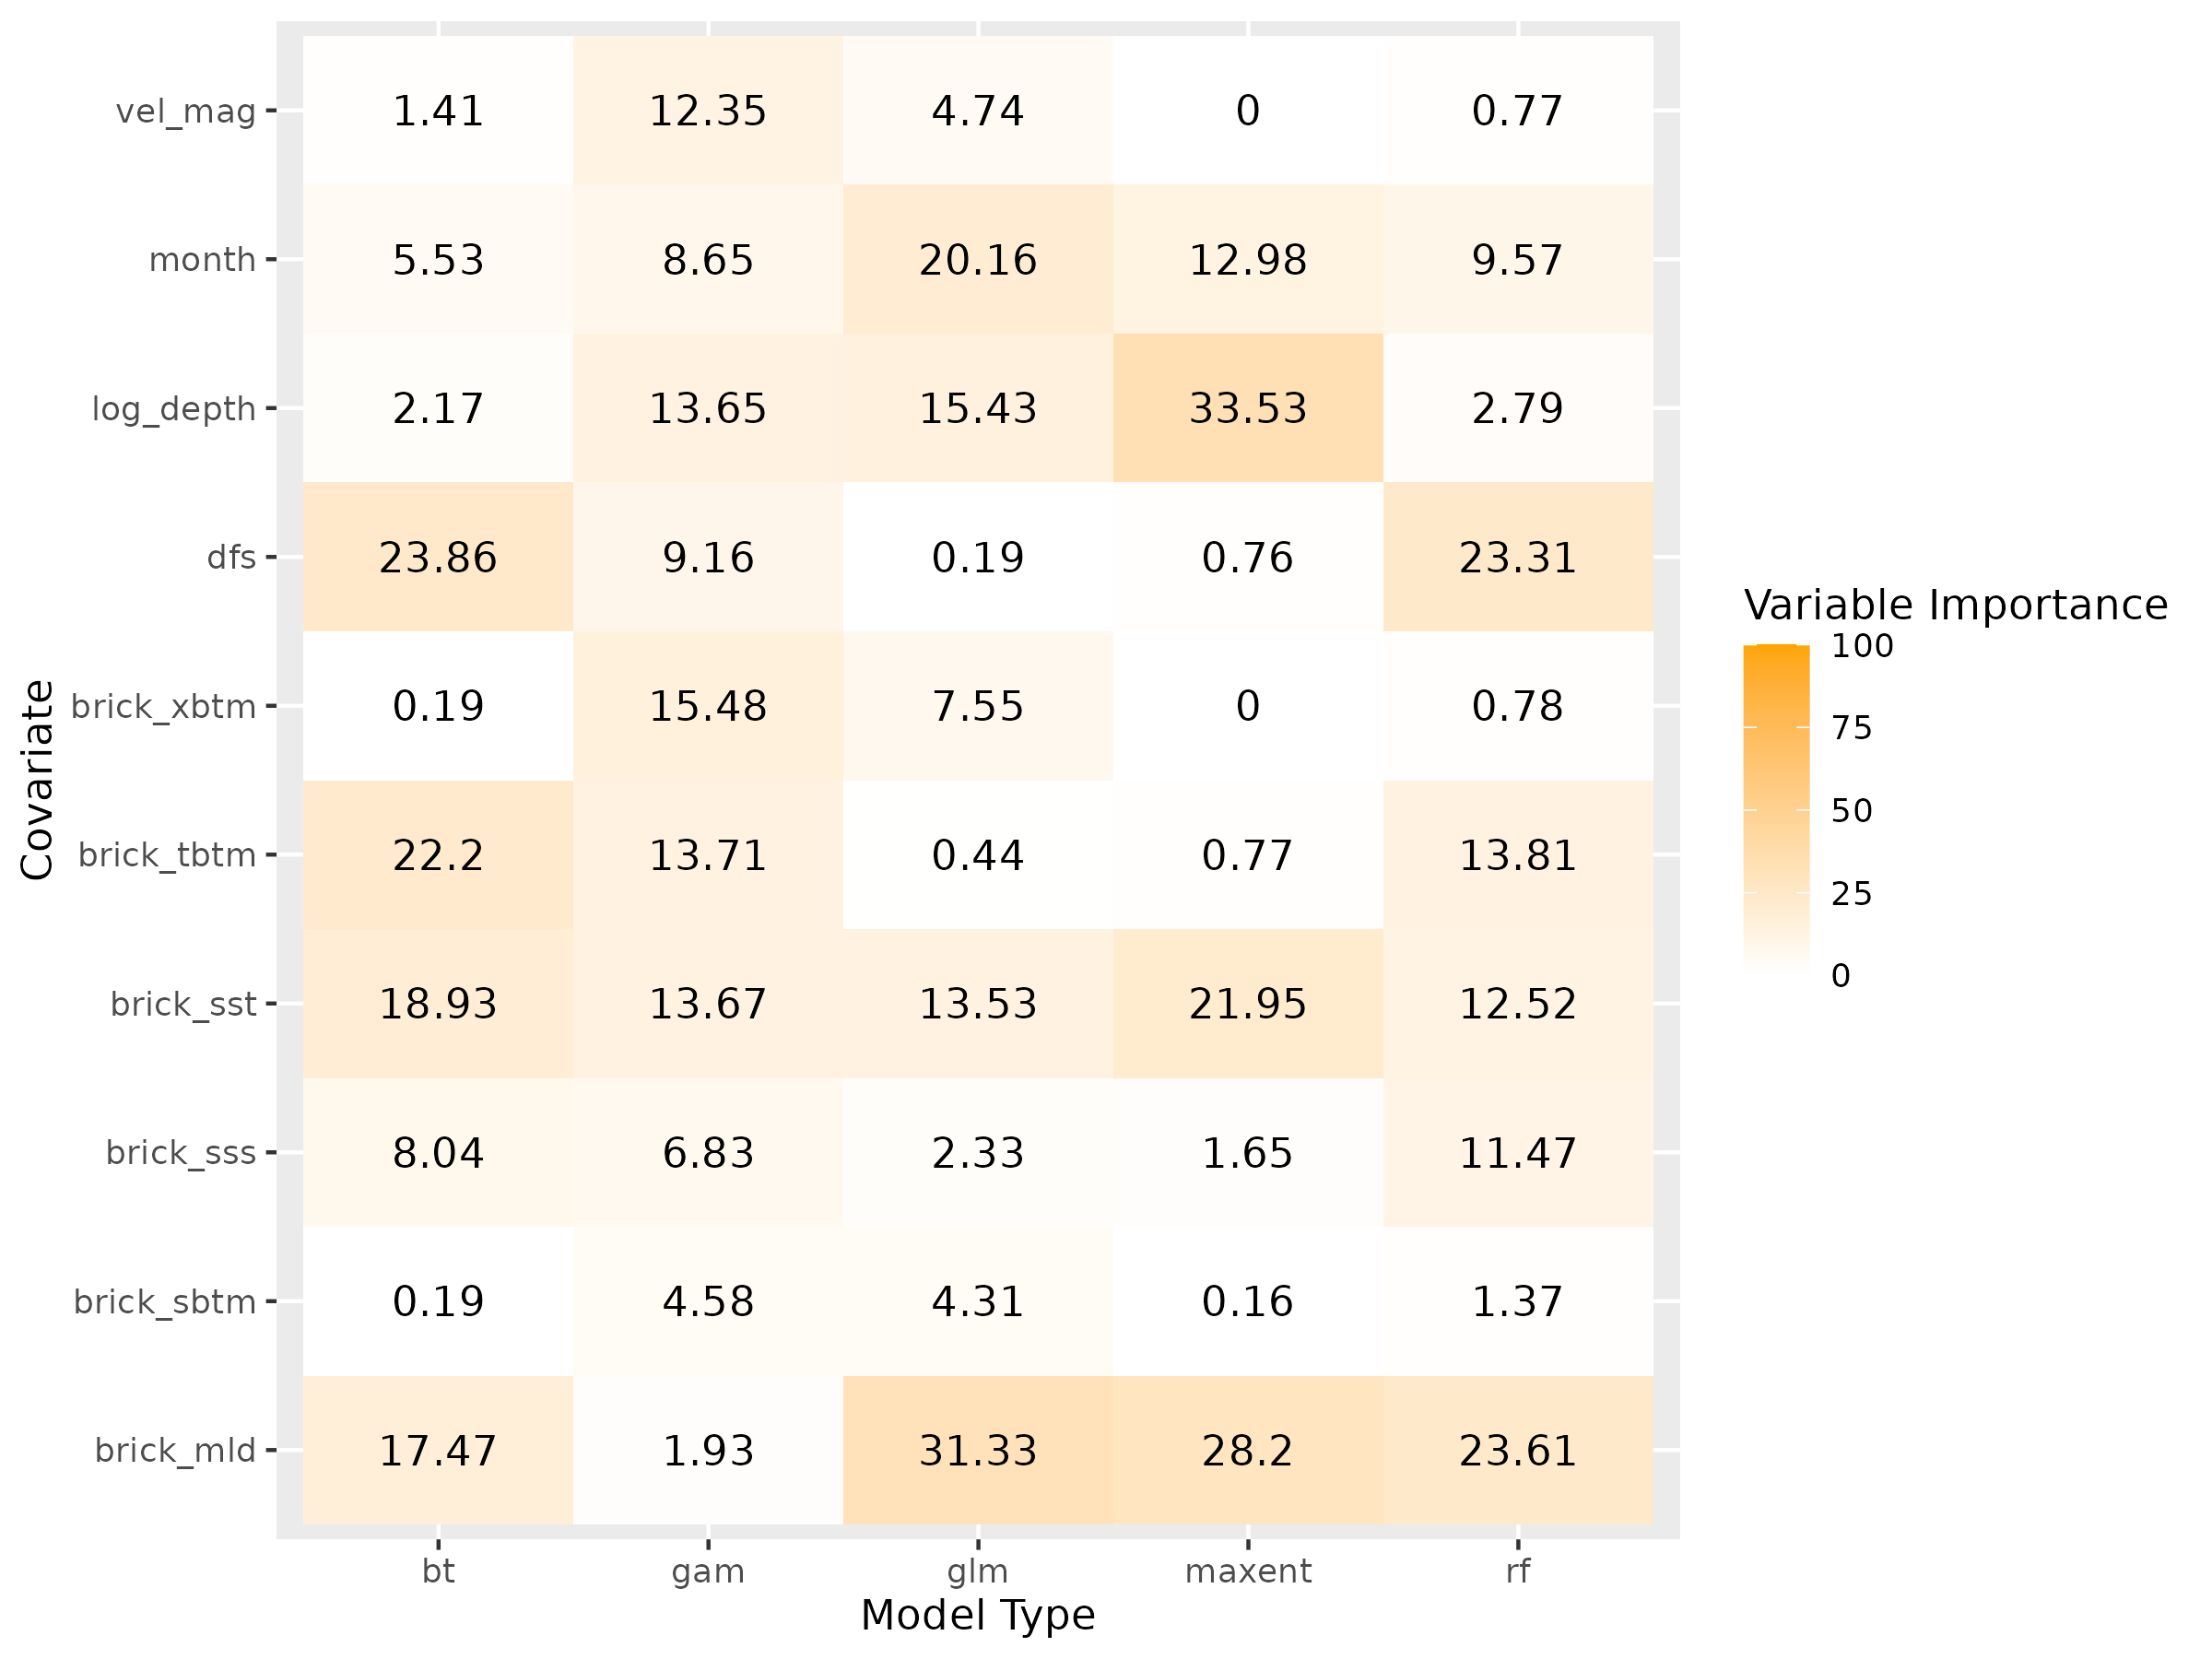 vel_mag 1.41 12.35 4.74 0 0.77
month 5.53 8.65 20.16 12.98 9.57
log_depth 2.17 13.65 15.43 33.53 2.79
dfs 23.86 9.16 0.19 0.76 23.31
brick_xbtm 0.19 15.48 7.55 0 0.78
brick_tbtm 22.2 13.71 0.44 0.77 13.81
brick_sst 18.93 13.67 13.53 21.95 12.52
brick_sss 8.04 6.83 2.33 1.65 11.47
brick_sbtm 0.19 4.58 4.31 0.16 1.37
brick_mld 17.47 1.93 31.33 28.2 23.61
bt gam glm maxent rf
Model Type
Covariate
Variable Importance
100
75
50
25
0